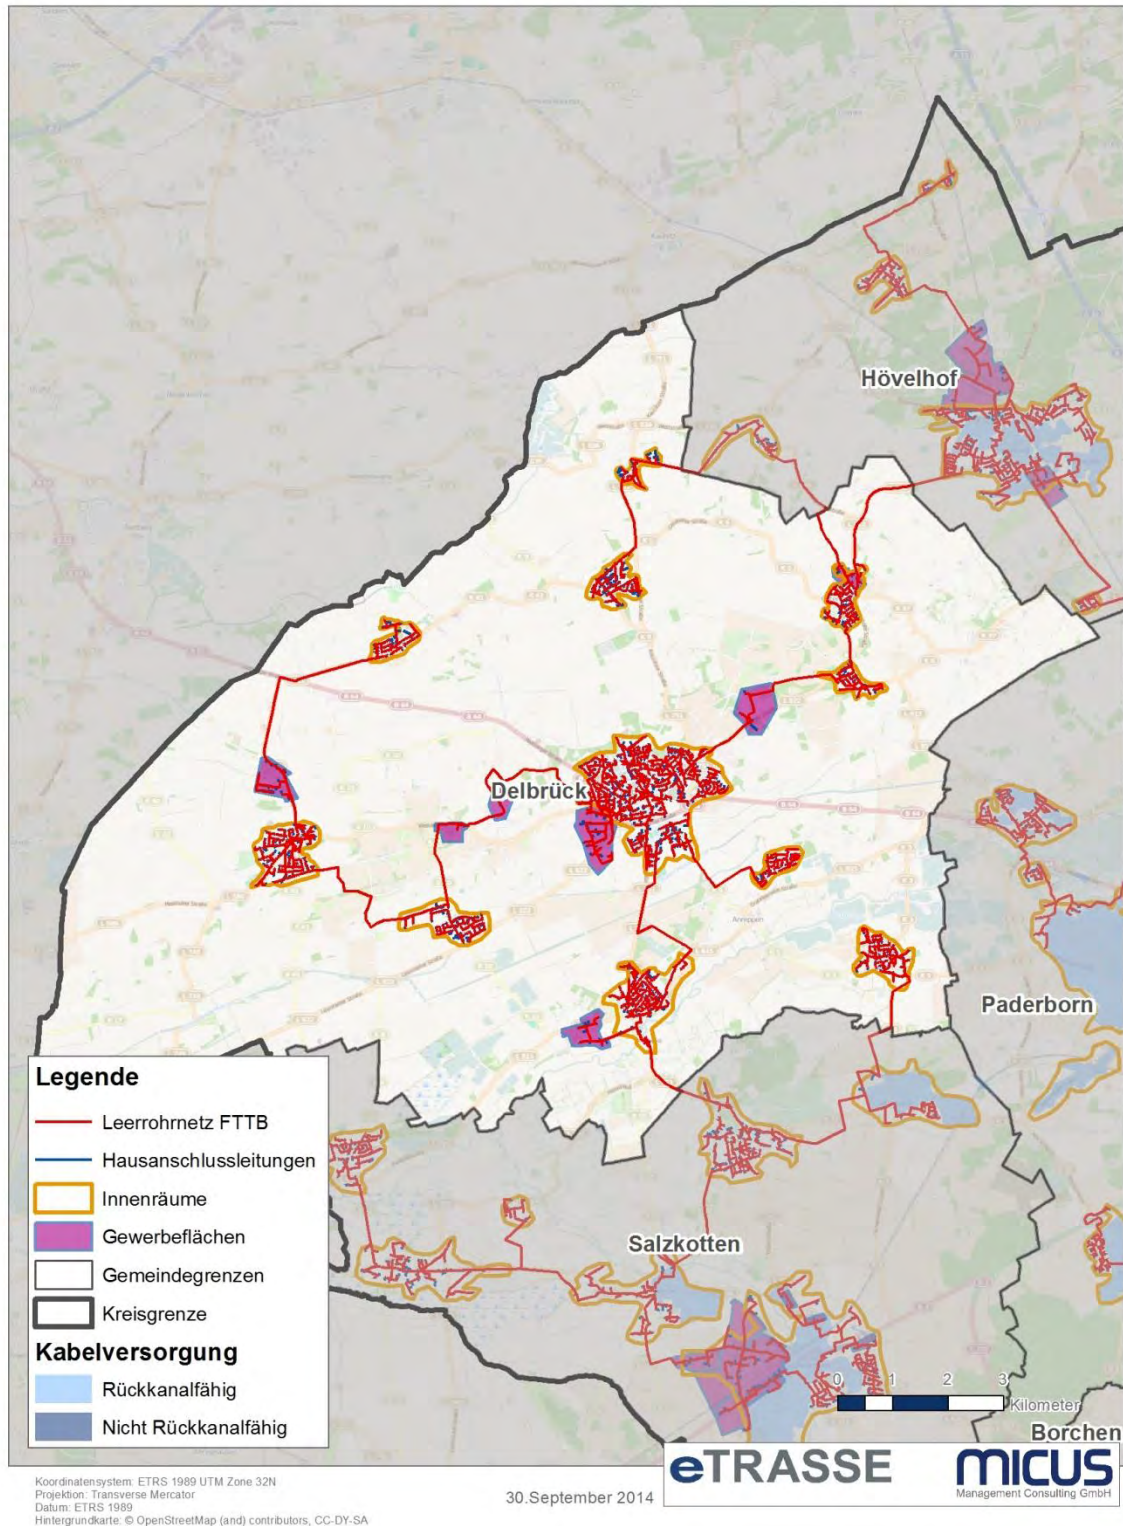 Hövelhof
Delbrück
Paderborn
Salzkotten
Borchen
Legende
Leerrohrnetz FTTB
Hausanschlussleitungen
Innenräume
Gewerbeflächen
Gemeindegrenzen
Kreisgrenze
Kabelversorgung
Rückkanalfähig
Nicht Rückkanalfähig
0 1 2 3
Kilometer
eTRASSE
micus
Management Consulting GmbH
30.September 2014
Koordinatensystem: ETRS 1989 UTM Zone 32N
Projektion: Transverse Mercator
Datum: ETRS 1989
Hintergrundkarte: © OpenStreetMap (and) contributors, CC-DY-SA